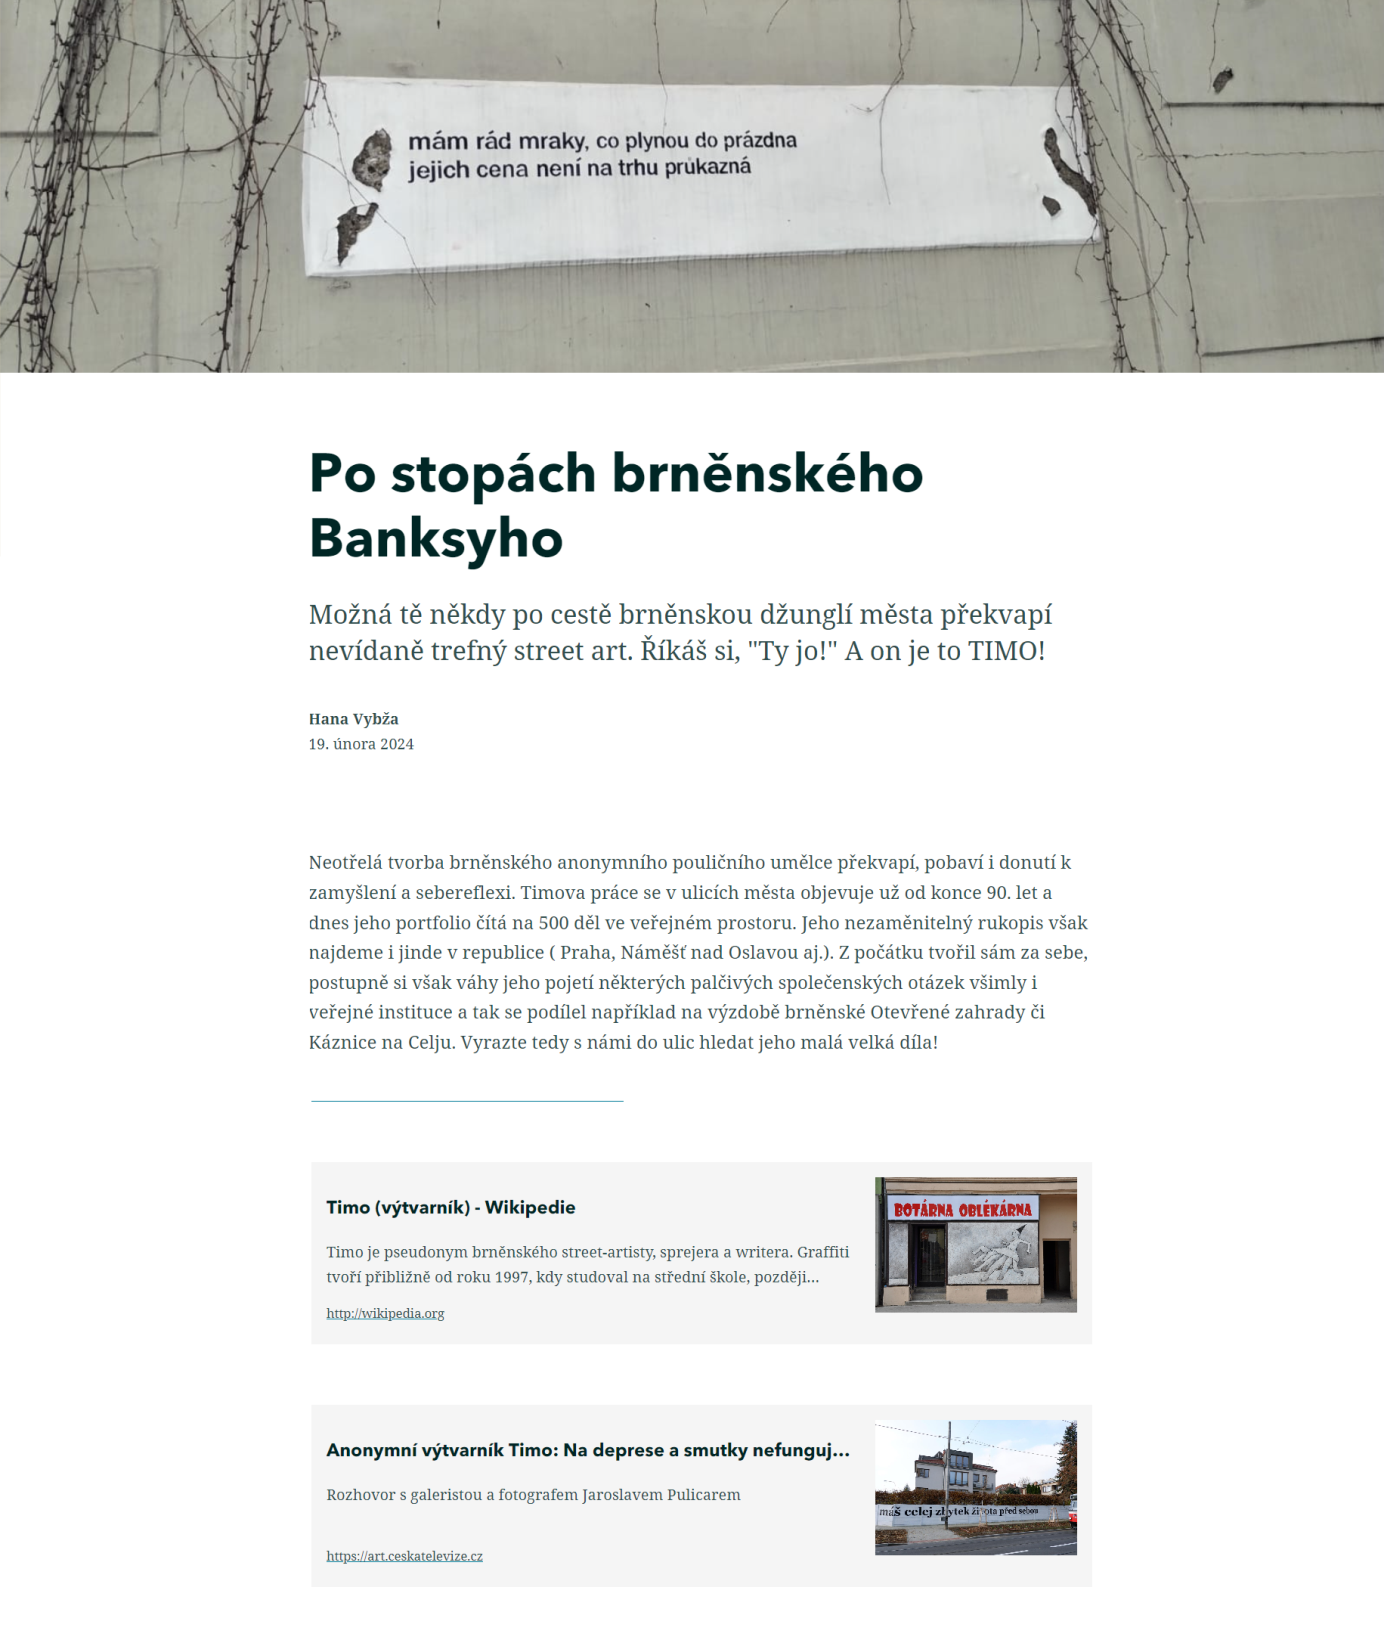 mám rád mraky, co plynou do prázdna
jejich cena není na trhu průkazná
Po stopách brněnského
Banksyho
Možná tě někdy po cestě brněnskou džunglí města překvapí
nevídaně trefný street art. Říkáš si, "Ty jo!" A on je to TIMO!
Hana Vybža
19. února 2024
Neotřelá tvorba brněnského anonymního pouličního umělce překvapí, pobaví i donutí k
zamyšlení a sebereflexi. Timova práce se v ulicích města objevuje už od konce 90. let a
dnes jeho portfolio čítá na 500 děl ve veřejném prostoru. Jeho nezaměnitelný rukopis však
najdeme i jinde v republice ( Praha, Náměšť nad Oslavou aj.). Z počátku tvořil sám za sebe,
postupně si však váhy jeho pojetí některých palčivých společenských otázek všimly i
veřejné instituce a tak se podílel například na výzdobě brněnské Otevřené zahrady či
Káznice na Celju. Vyrazte tedy s námi do ulic hledat jeho malá velká díla!
Timo (výtvarník) - Wikipedie
Timo je pseudonym brněnského street-artisty, sprejera a writera. Graffiti
tvoří přibližně od roku 1997, kdy studoval na střední škole, později...
http://wikipedia.org
BOTÁRNA OBLÉKÁRNA
Anonymní výtvarník Timo: Na deprese a smutky nefunguj...
Rozhovor s galeristou a fotografem Jaroslavem Pulicarem
https://art.ceskatelevize.cz
máš celej zbytek života před sebou